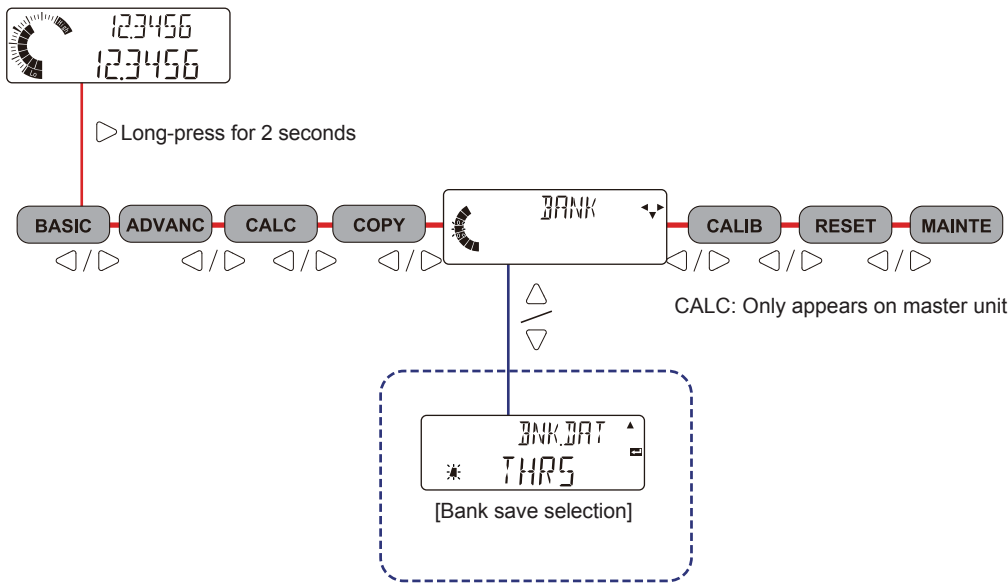 12.3456
12.3456
Long-press for 2 seconds
BASIC ADVANC CALC COPY BANK CALIB RESET MAINTE
CALC: Only appears on master unit
BNK.DAT
THRS
[Bank save selection]